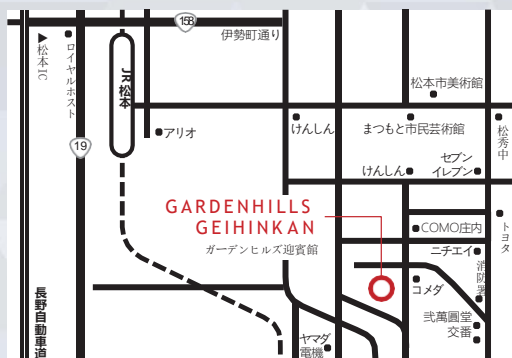 158
伊勢町通り
▲松本IC
ロイヤルホスト
JR 松本
松本市美術館
アリオ
けんしん
まつもと市民芸術館
松秀中
19
セブン
イレブン
けんしん
GARDENHILLS
GEIHINKAN
ガーデンヒルズ迎賓館
COMO庄内
トヨタ
ニチエイ
消防署
コメダ
長野自動車道
弐萬圓堂
交番
ヤマダ
電機